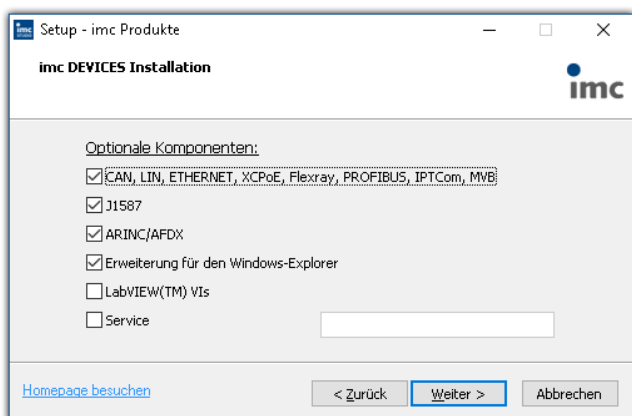 imc
Setup - imc Produkte
imc DEVICES Installation
imc
Optionale Komponenten:
CAN, LIN, ETHERNET, XCPoE, Flexray, PROFIBUS, IPTCom, MVB
J1587
ARINC/AFDX
Erweiterung für den Windows-Explorer
LabVIEW(TM) VIs
Service
Homepage besuchen
< Zurück
Weiter >
Abbrechen